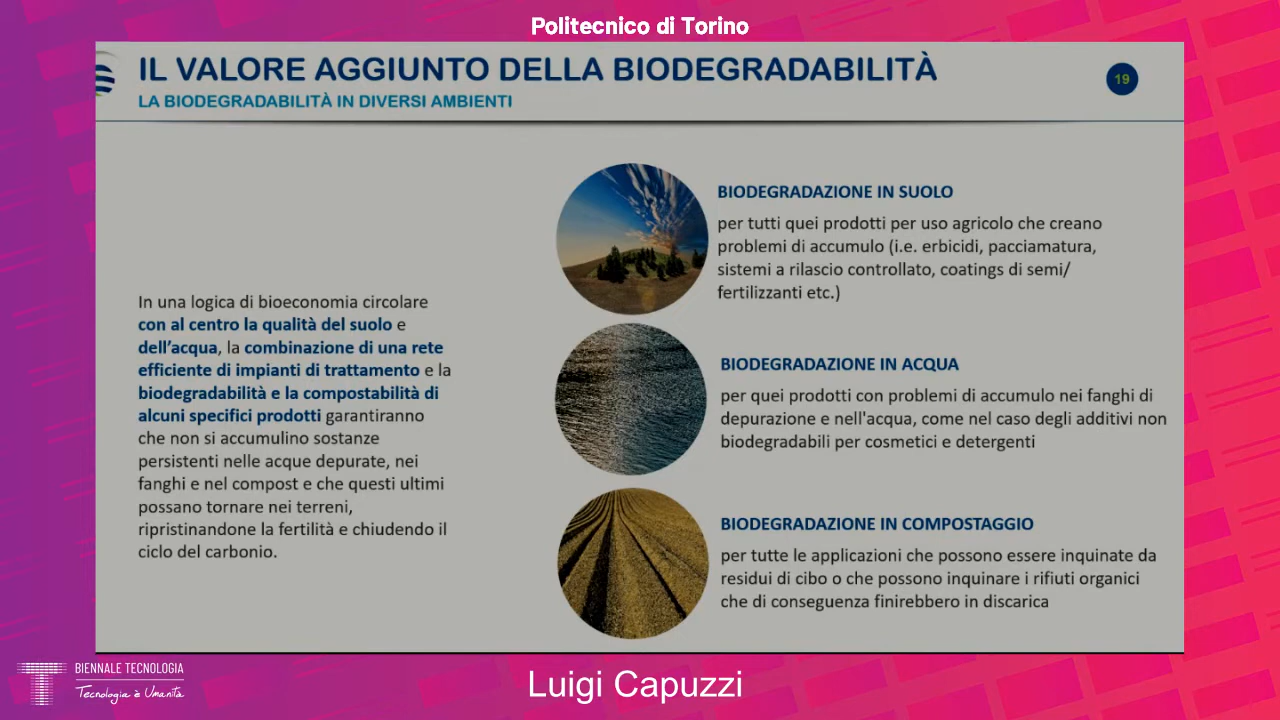 Politecnico di Torino
IL VALORE AGGIUNTO DELLA BIODEGRADABILITÀ
19
LA BIODEGRADABILITÀ IN DIVERSI AMBIENTI
In una logica di bioeconomia circolare
con al centro la qualità del suolo e
dell’acqua, la combinazione di una rete
efficiente di impianti di trattamento e la
biodegradabilità e la compostabilità di
alcuni specifici prodotti garantiranno
che non si accumulino sostanze
persistenti nelle acque depurate, nei
fanghi e nel compost e che questi ultimi
possano tornare nei terreni,
ripristinandone la fertilità e chiudendo il
ciclo del carbonio.
BIODEGRADAZIONE IN SUOLO
per tutti quei prodotti per uso agricolo che creano
problemi di accumulo (i.e. erbicidi, pacciamatura,
sistemi a rilascio controllato, coatings di semi/
fertilizzanti etc.)
BIODEGRADAZIONE IN ACQUA
per quei prodotti con problemi di accumulo nei fanghi di
depurazione e nell'acqua, come nel caso degli additivi non
biodegradabili per cosmetici e detergenti
BIODEGRADAZIONE IN COMPOSTAGGIO
per tutte le applicazioni che possono essere inquinate da
residui di cibo o che possono inquinare i rifiuti organici
che di conseguenza finirebbero in discarica
BIENNALE TECNOLOGIA
Tecnologia è Umanità
Luigi Capuzzi